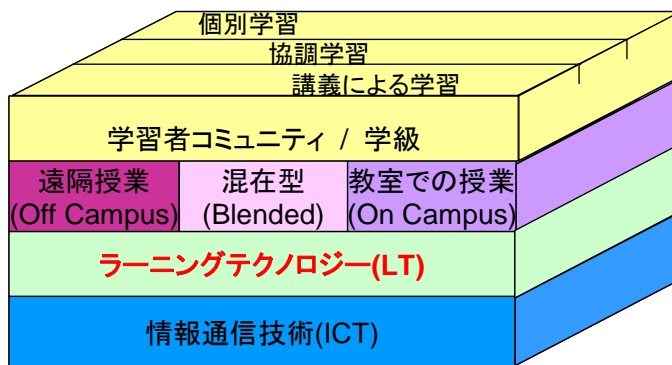 個別学習
協調学習
講義による学習
学習者コミュニティ / 学級
遠隔授業
(Off Campus)
混在型
(Blended)
教室での授業
(On Campus)
ラーニングテクノロジー(LT)
情報通信技術(ICT)